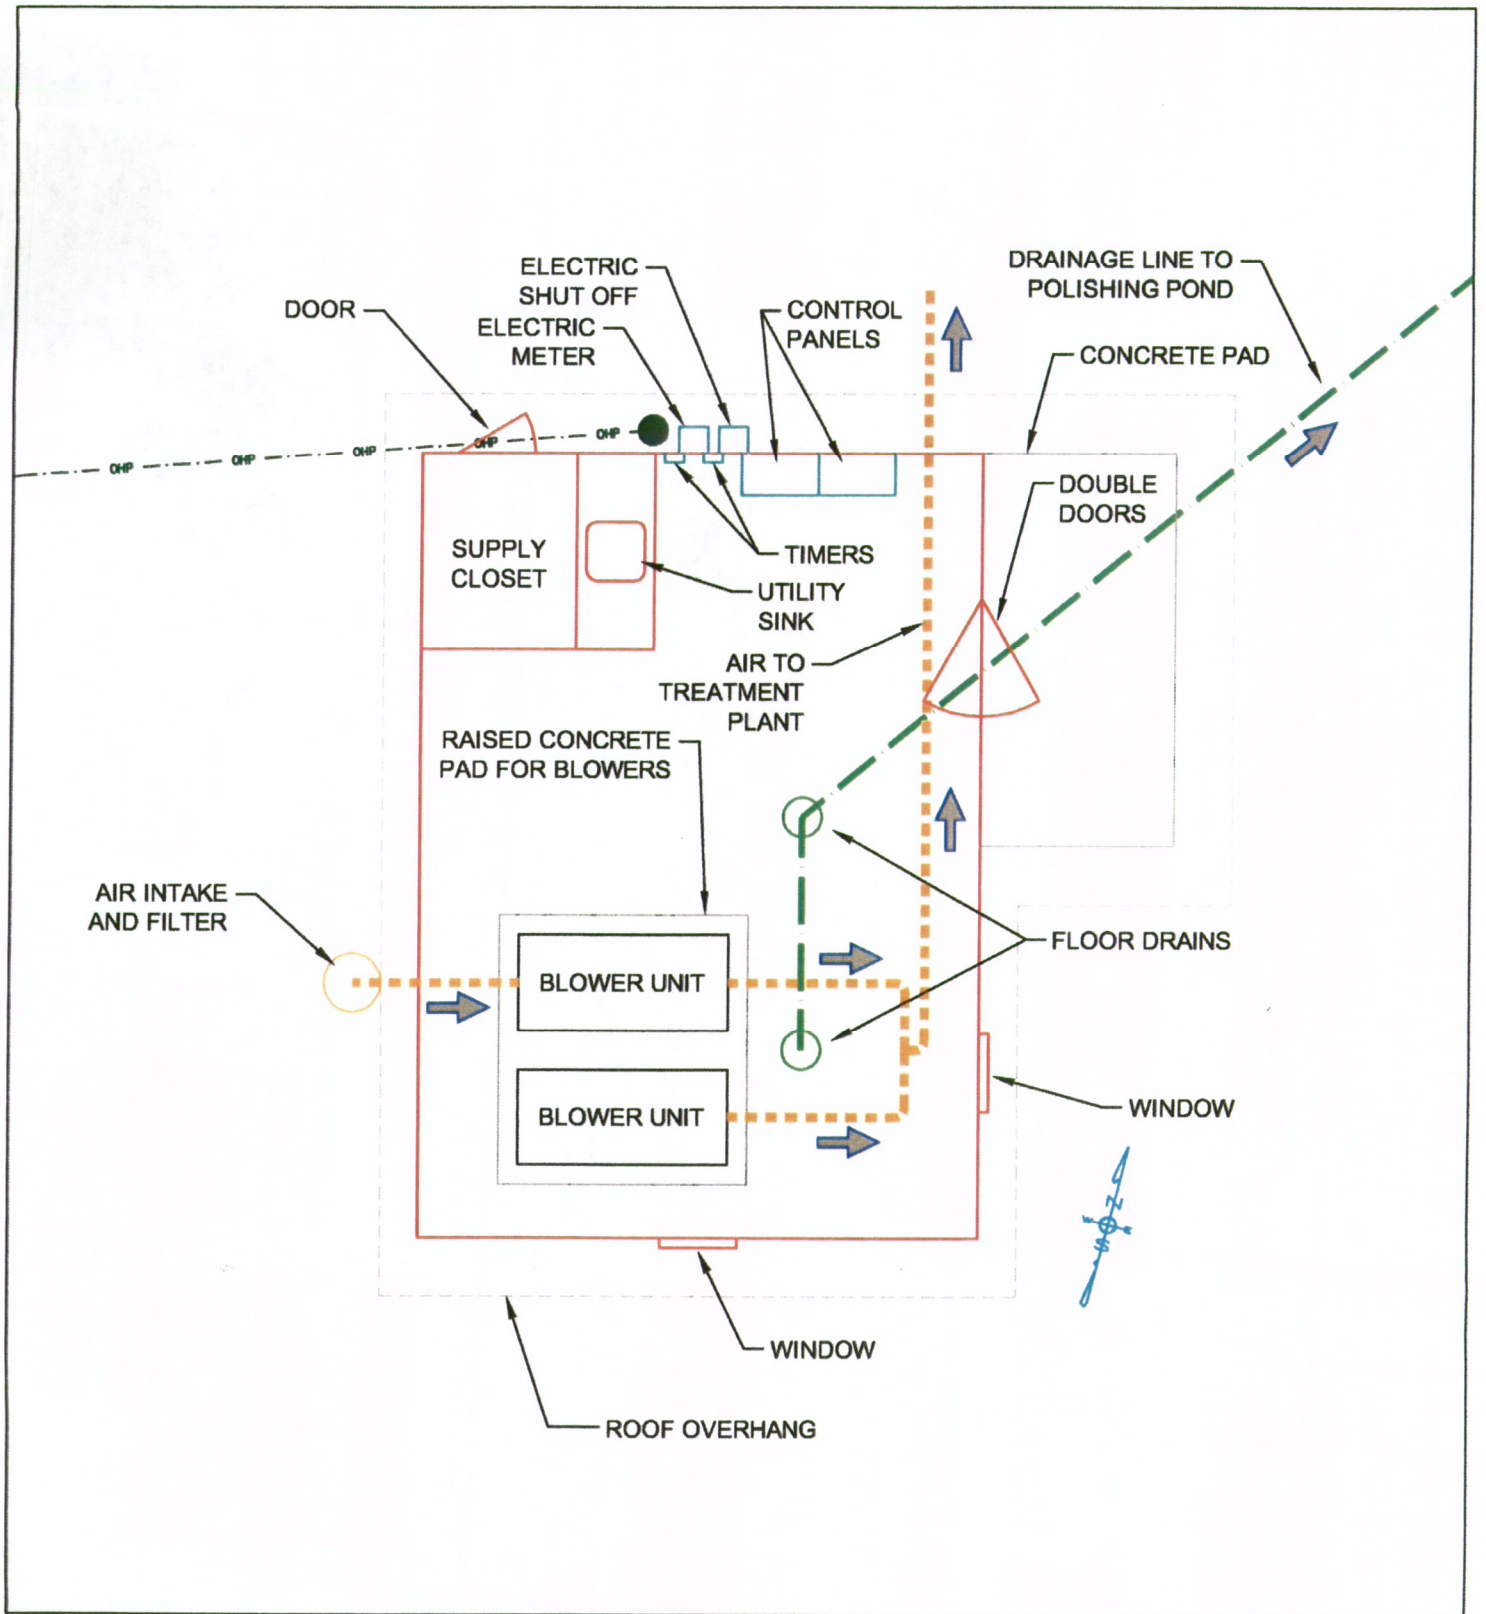 ELECTRIC
SHUT OFF
DOOR
ELECTRIC
METER
CONTROL
PANELS
DRAINAGE LINE TO
POLISHING POND
CONCRETE PAD
OHP
OHP
OHP
OHP
OHP
DOUBLE
DOORS
SUPPLY
CLOSET
TIMERS
UTILITY
SINK
AIR TO
TREATMENT
PLANT
RAISED CONCRETE
PAD FOR BLOWERS
AIR INTAKE
AND FILTER
FLOOR DRAINS
BLOWER UNIT
BLOWER UNIT
WINDOW
N
S
WINDOW
ROOF OVERHANG